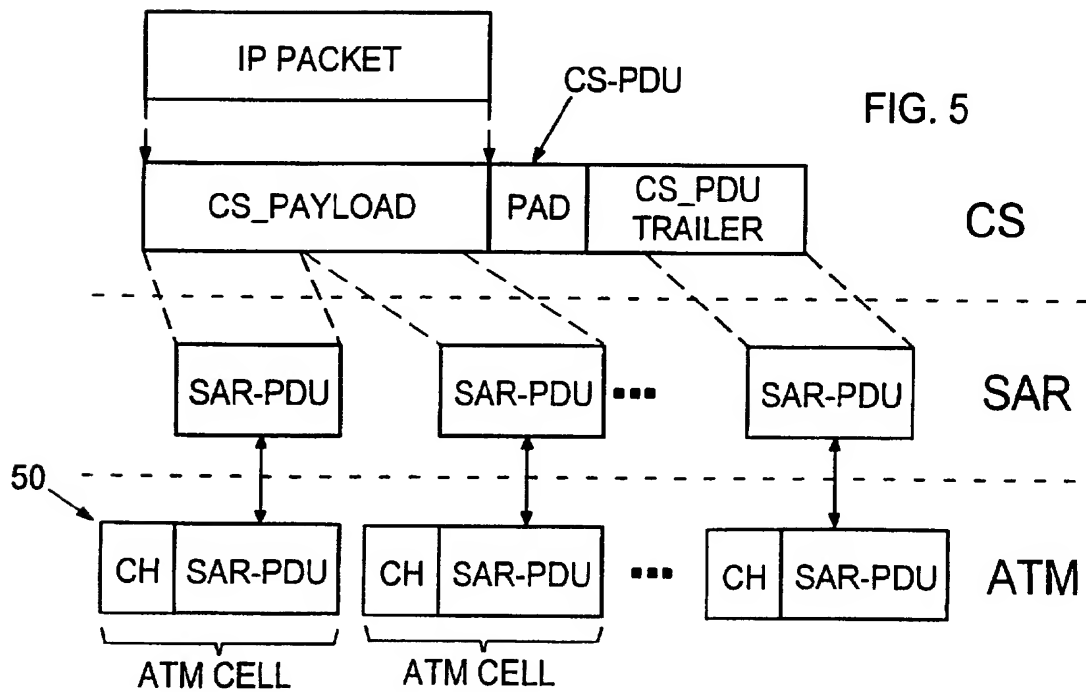 IP PACKET
CS-PDU
FIG. 5
CS_PAYLOAD
PAD
CS_PDU
TRAILER
CS
SAR-PDU
SAR-PDU
SAR-PDU
SAR
50
CH
SAR-PDU
CH
SAR-PDU
CH
SAR-PDU
ATM
ATM CELL
ATM CELL